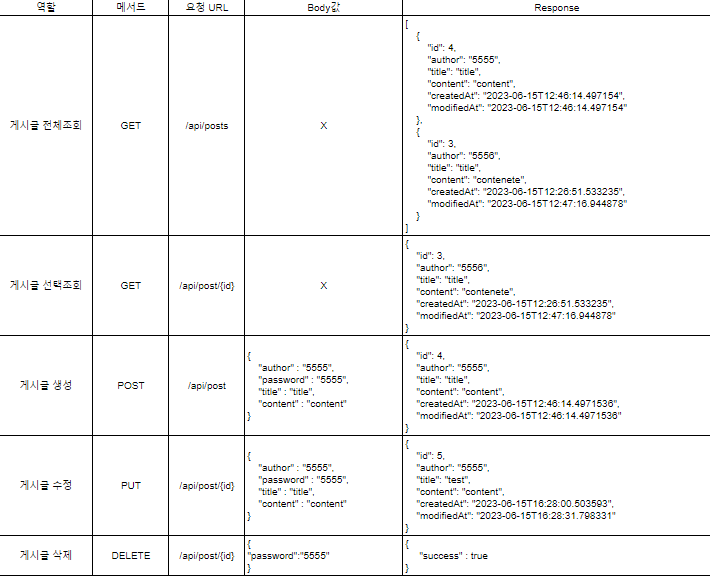 역할 메서드 요청 URL Body값 Response
게시글 전체조회 GET /api/posts X
[
{
"id": 4,
"author": "5555",
"title": "title",
"content": "content",
"createdAt": "2023-06-15T12:46:14.497154",
"modifiedAt": "2023-06-15T12:46:14.497154"
},
{
"id": 3,
"author": "5556",
"title": "title",
"content": "contenete",
"createdAt": "2023-06-15T12:26:51.533235",
"modifiedAt": "2023-06-15T12:47:16.944878"
}
]
게시글 선택조회 GET /api/post/{id} X
{
"id": 3,
"author": "5556",
"title": "title",
"content": "contenete",
"createdAt": "2023-06-15T12:26:51.533235",
"modifiedAt": "2023-06-15T12:47:16.944878"
}
게시글 생성 POST /api/post
{
"author" : "5555",
"password" : "5555",
"title" : "title",
"content" : "content"
}
{
"id": 4,
"author": "5555",
"title": "title",
"content": "content",
"createdAt": "2023-06-15T12:46:14.4971536",
"modifiedAt": "2023-06-15T12:46:14.4971536"
}
게시글 수정 PUT /api/post/{id}
{
"author" : "5555",
"password" : "5555",
"title" : "title",
"content" : "content"
}
{
"id": 5,
"author": "5555",
"title": "test",
"content": "content",
"createdAt": "2023-06-15T16:28:00.503593",
"modifiedAt": "2023-06-15T16:28:31.798331"
}
게시글 삭제 DELETE /api/post/{id}
{
"password":"5555"
}
{
"success" : true
}